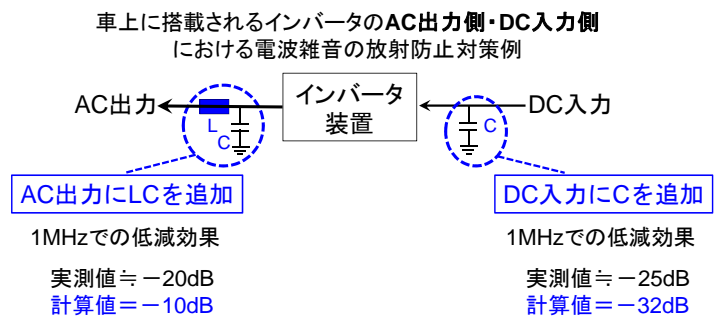 車上に搭載されるインバータのAC出力側・DC入力側
における電波雑音の放射防止対策例
AC出力
インバータ
装置
DC入力
L
C
C
AC出力にLCを追加
DC入力にCを追加
1MHzでの低減効果
1MHzでの低減効果
実測値≒－20dB
実測値≒－25dB
計算値＝－10dB
計算値＝－32dB